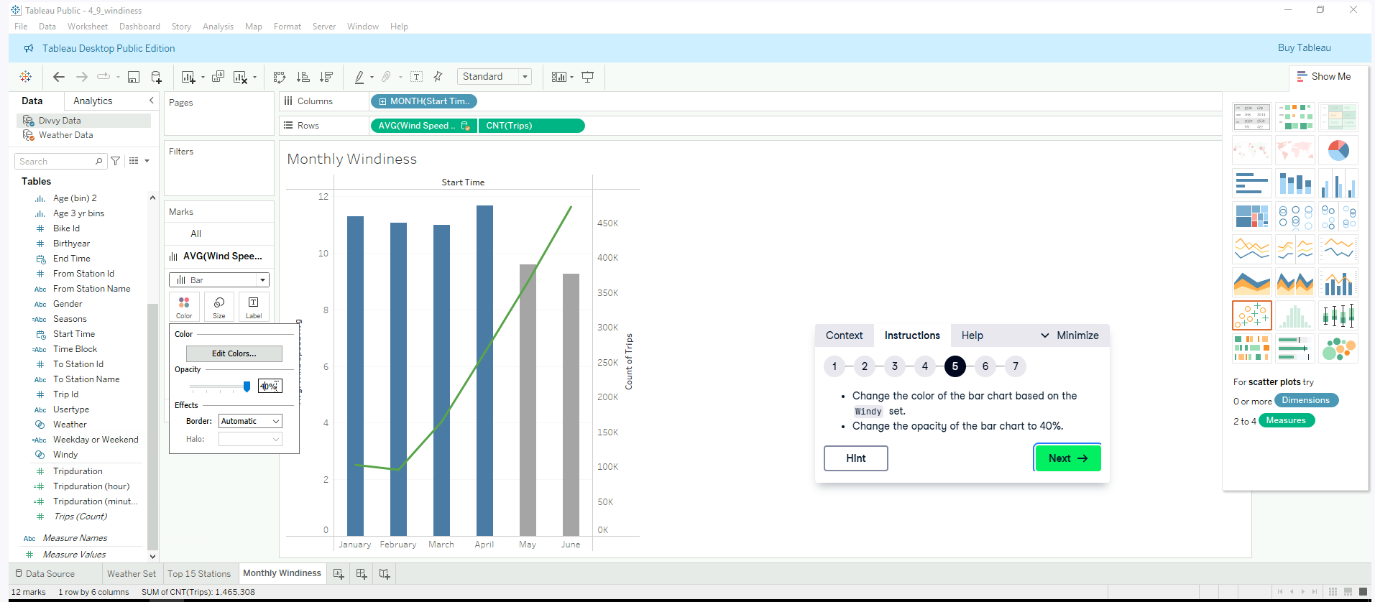 Tableau Public - 4_9_windiness
File Data Worksheet Dashboard Story Analysis Map Format Server Window Help
Tableau Desktop Public Edition
Buy Tableau
Standard
Show Me
Data
Analytics
Pages
Columns
MONTH(Start Tim..
Divvy Data
Weather Data
Rows
AVG(Wind Speed ..
CNT(Trips)
Filters
Search
Monthly Windiness
Tables
Age (bin) 2
Age 3 yr bins
Bike Id
Birthyear
End Time
From Station Id
From Station Name
Gender
Seasons
Start Time
Time Block
To Station Id
To Station Name
Trip Id
Usertype
Weather
Weekday or Weekend
Windy
Tripduration
Tripduration (hour)
Tripduration (minut...
Trips (Count)
Measure Names
Measure Values
Marks
All
AVG(Wind Spee...
Bar
Color
Size
Label
Color
Edit Colors...
Opacity
Effects
Border:
Automatic
Halo:
Start Time
12
10
8
6
4
2
0
450K
400K
350K
300K
250K
200K
150K
100K
50K
0K
Count of Trips
January February March April May June
Context
Instructions
Help
Minimize
1 2 3 4 5 6 7
• Change the color of the bar chart based on the
Windy set.
• Change the opacity of the bar chart to 40%.
HInt
Next →
For scatter plots try
0 or more Dimensions
2 to 4 Measures
Data Source
Weather Set
Top 15 Stations
Monthly Windiness
12 marks 1 row by 6 columns SUM of CNT(Trips): 1,465,308